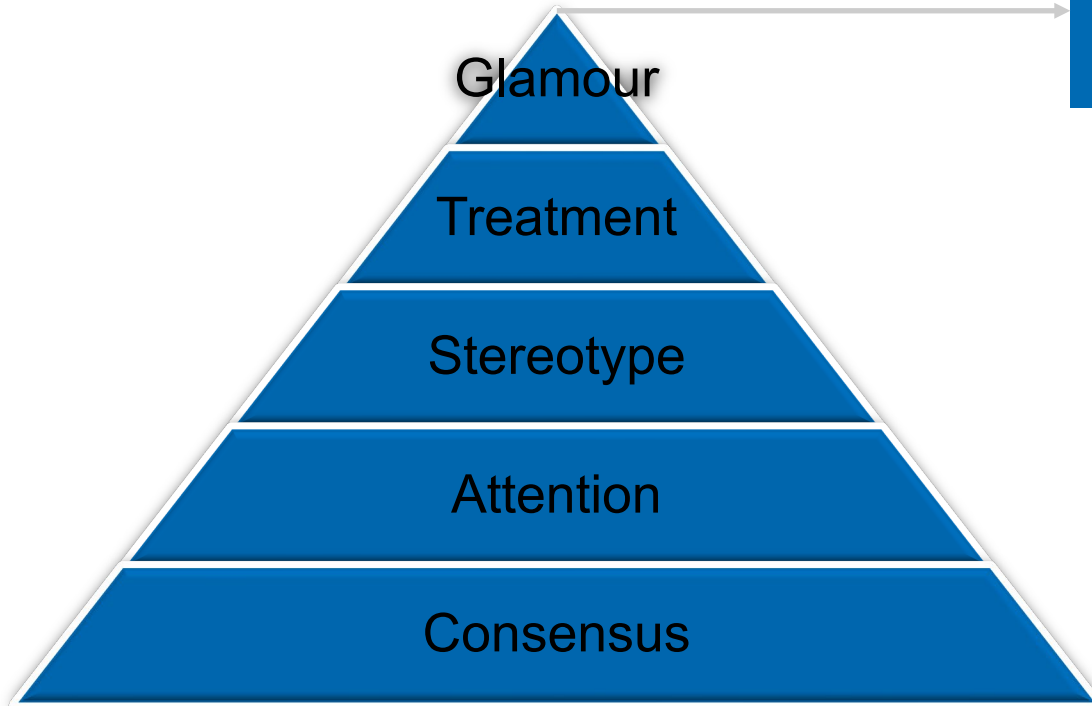 Glamour
Treatment
Stereotype
Attention
Consensus